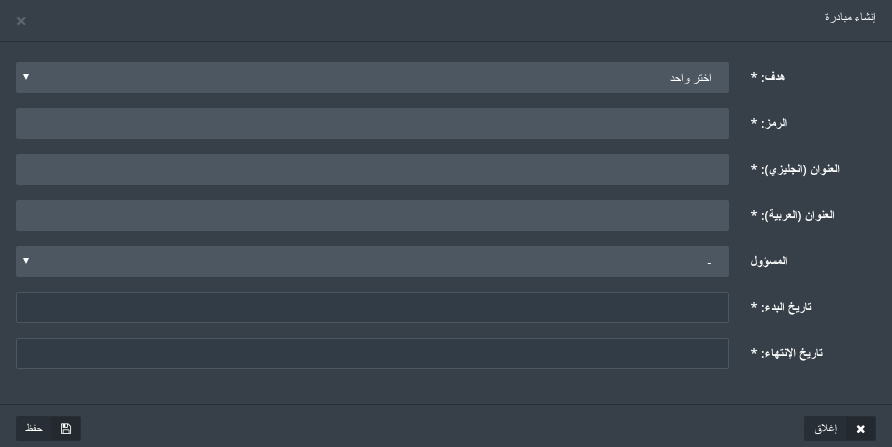 إنشاء مبادرة
×
هدف: *
اختر واحد
الرمز: *
العنوان (انجليزي): *
العنوان (العربية): *
المسؤول
-
تاريخ البدء: *
تاريخ الإنتهاء: *
إغلاق
حفظ